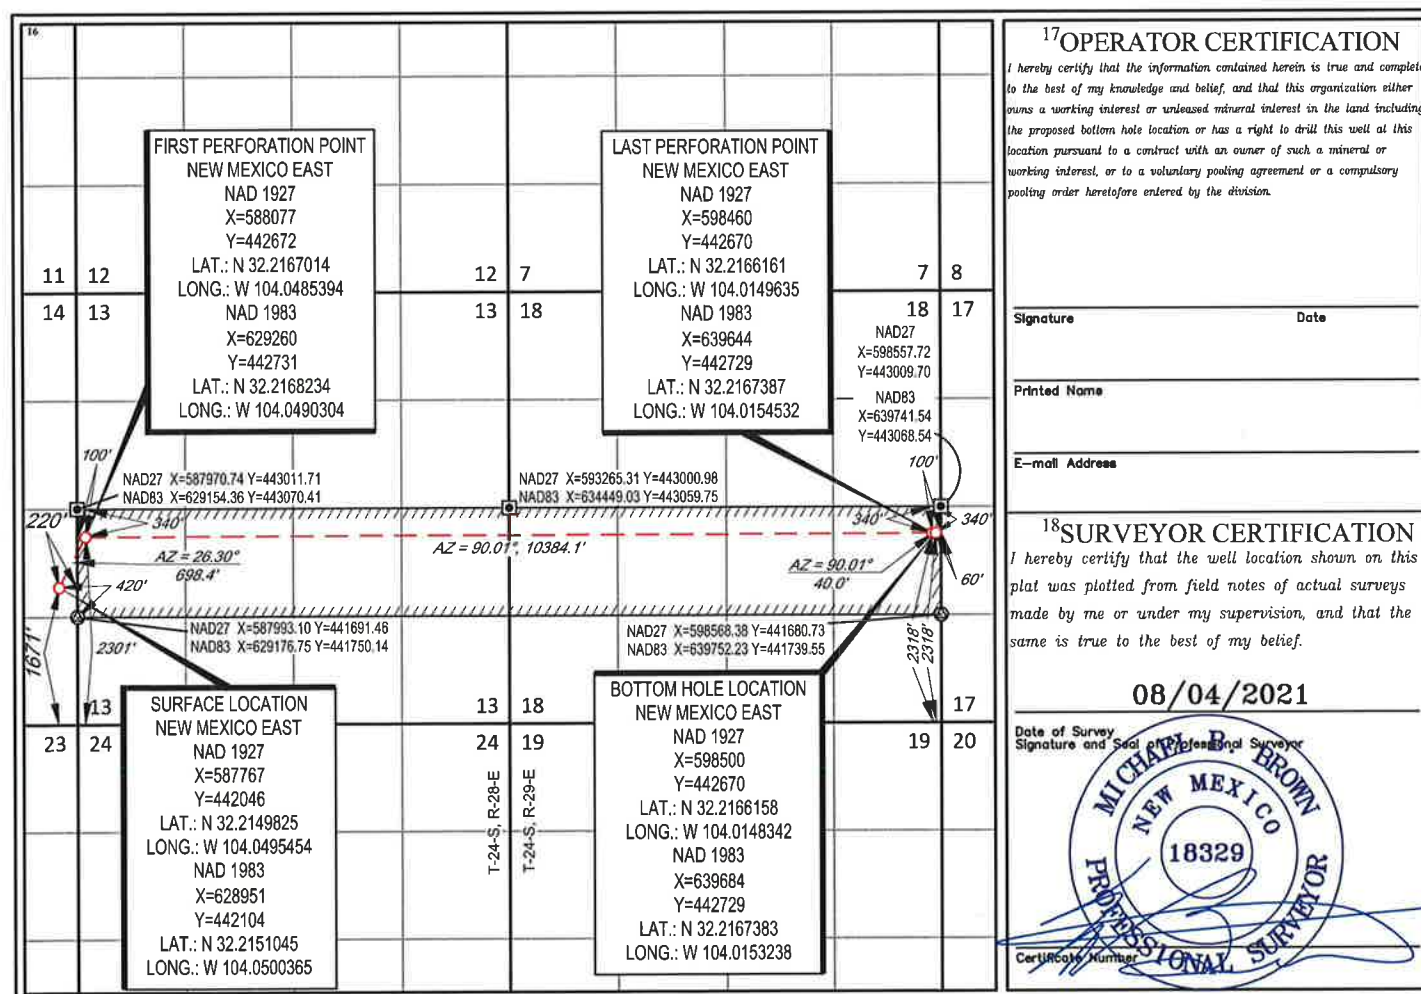 16
FIRST PERFORATION POINT
NEW MEXICO EAST
NAD 1927
X=588077
Y=442672
LAT.: N 32.2167014
LONG.: W 104.0485394
NAD 1983
X=629260
Y=442731
LAT.: N 32.2168234
LONG.: W 104.0490304
LAST PERFORATION POINT
NEW MEXICO EAST
NAD 1927
X=598460
Y=442670
LAT.: N 32.2166161
LONG.: W 104.0149635
NAD 1983
X=639644
Y=442729
LAT.: N 32.2167387
LONG.: W 104.0154532
11 12
14 13
12 7
13 18
7 8
18 17
NAD27
X=598557.72
Y=443009.70
NAD83
X=639741.54
Y=443068.54
100'
NAD27 X=587970.74 Y=443011.71
NAD83 X=629154.36 Y=443070.41
NAD27 X=593265.31 Y=443000.98
NAD83 X=634449.03 Y=443059.75
100'
220'
340'
340'
340'
AZ = 26.30°
698.4'
AZ = 90.01°, 10384.1'
AZ = 90.01°
40.0'
420'
60'
1671'
2301'
NAD27 X=587993.10 Y=441691.46
NAD83 X=629176.75 Y=441750.14
NAD27 X=598568.38 Y=441680.73
NAD83 X=639752.23 Y=441739.55
2318'
2318'
13
23 24
13 18
24 19
17
19 20
T-24-S, R-28-E
T-24-S, R-29-E
SURFACE LOCATION
NEW MEXICO EAST
NAD 1927
X=587767
Y=442046
LAT.: N 32.2149825
LONG.: W 104.0495454
NAD 1983
X=628951
Y=442104
LAT.: N 32.2151045
LONG.: W 104.0500365
BOTTOM HOLE LOCATION
NEW MEXICO EAST
NAD 1927
X=598500
Y=442670
LAT.: N 32.2166158
LONG.: W 104.0148342
NAD 1983
X=639684
Y=442729
LAT.: N 32.2167383
LONG.: W 104.0153238
17 OPERATOR CERTIFICATION
I hereby certify that the information contained herein is true and complete
to the best of my knowledge and belief, and that this organization either
owns a working interest or unleased mineral interest in the land including
the proposed bottom hole location or has a right to drill this well at this
location pursuant to a contract with an owner of such a mineral or
working interest, or to a voluntary pooling agreement or a compulsory
pooling order heretofore entered by the division.
Signature Date
Printed Name
E-mail Address
18 SURVEYOR CERTIFICATION
I hereby certify that the well location shown on this
plat was plotted from field notes of actual surveys
made by me or under my supervision, and that the
same is true to the best of my belief.
08/04/2021
Date of Survey
Signature and Seal of Professional Surveyor
MICHAEL B. BROWN
NEW MEXICO
18329
PROFESSIONAL SURVEYOR
Certificate Number